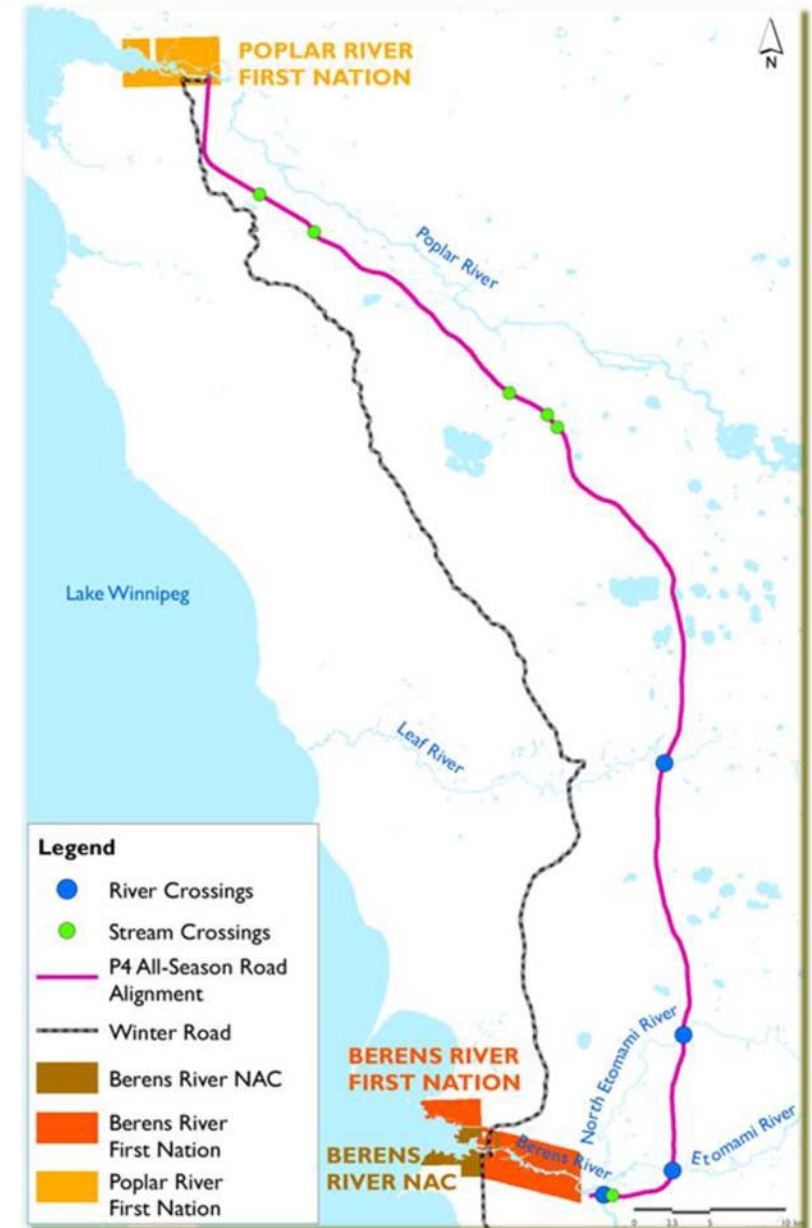 POPLAR RIVER
FIRST NATION
N
Poplar River
Lake Winnipeg
Leaf River
Legend
River Crossings
Stream Crossings
P4 All-Season Road
Alignment
Winter Road
Berens River NAC
Berens River
First Nation
Poplar River
First Nation
BERENS RIVER
FIRST NATION
North Etomami River
Etomami River
Berens River
BERENS
RIVER NAC
0 2.5